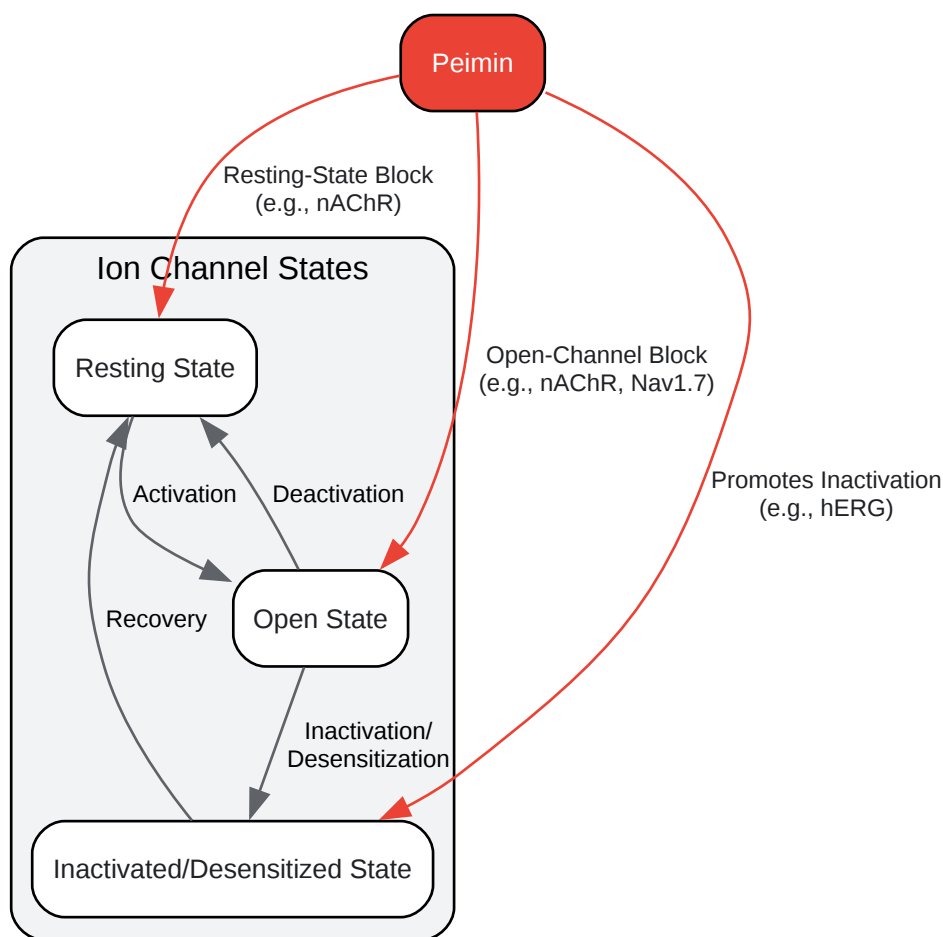 Peimin
Resting-State Block
(e.g., nAChR)
Ion Channel States
Resting State
Open-Channel Block
(e.g., nAChR, Nav1.7)
Activation
Deactivation
Promotes Inactivation
(e.g., hERG)
Recovery
Open State
Inactivation/
Desensitization
Inactivated/Desensitized State